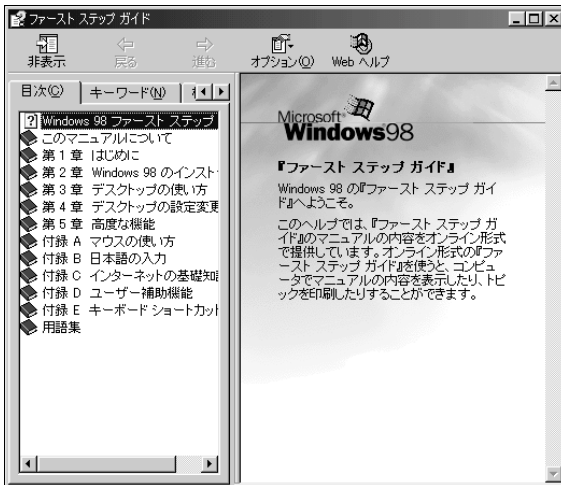 ファースト ステップ ガイド
非表示 戻る 進む オプション(O) Web ヘルプ
目次(C) キーワード(N)
Windows 98 ファースト ステップ
このマニュアルについて
第 1 章 はじめに
第 2 章 Windows 98 のインスト
第 3 章 デスクトップの使い方
第 4 章 デスクトップの設定変更
第 5 章 高度な機能
付録 A マウスの使い方
付録 B 日本語の入力
付録 C インターネットの基礎知
付録 D ユーザー補助機能
付録 E キーボード ショートカッ
用語集
Microsoft
Windows98
『ファースト ステップ ガイド』
Windows 98 の『ファースト ステップ ガイ
ド』へようこそ。
このヘルプでは、『ファースト ステップ ガ
イド』のマニュアルの内容をオンライン形式
で提供しています。オンライン形式の『ファ
ースト ステップ ガイド』を使うと、コンピュ
ータでマニュアルの内容を表示したり、トピ
ックを印刷したりすることができます。